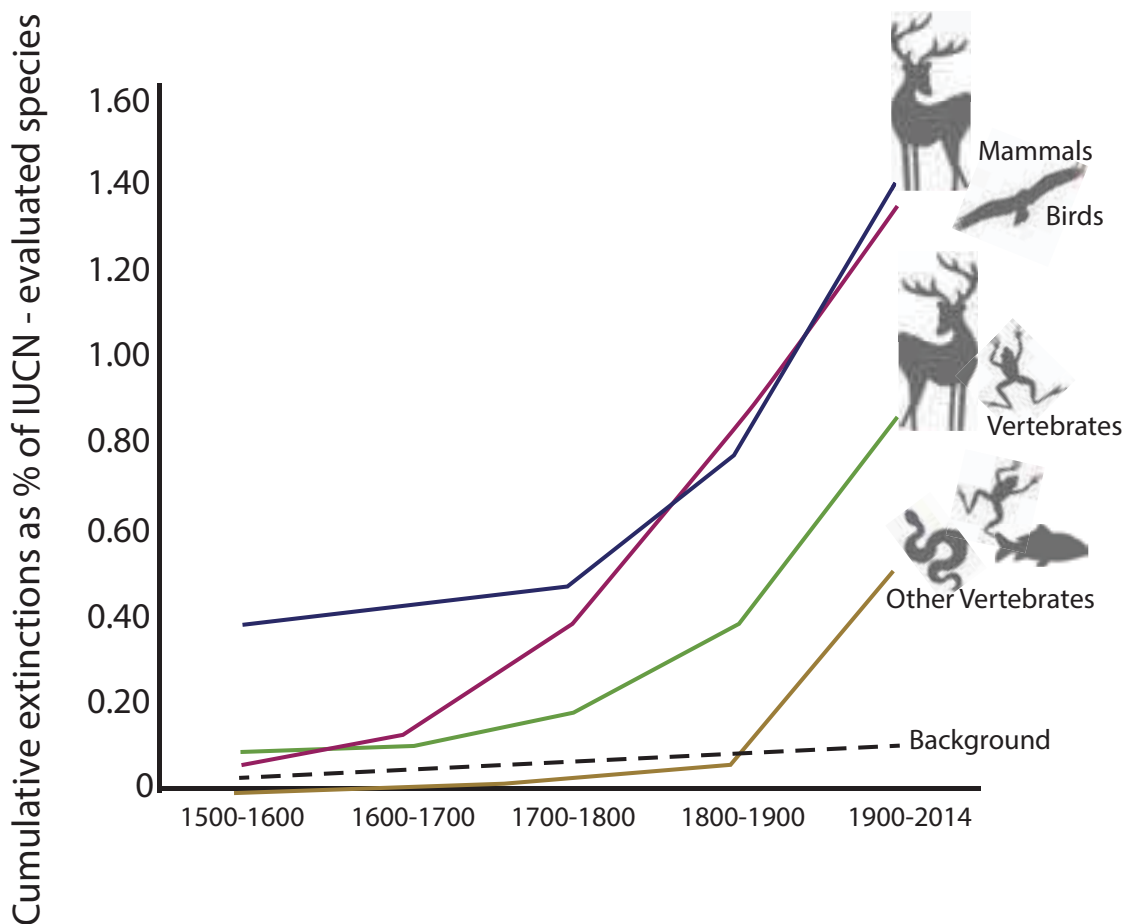 Cumulative extinctions as % of IUCN - evaluated species
1.60
1.40
1.20
1.00
0.80
0.60
0.40
0.20
0
Mammals
Birds
Vertebrates
Other Vertebrates
Background
1500-1600 1600-1700 1700-1800 1800-1900 1900-2014